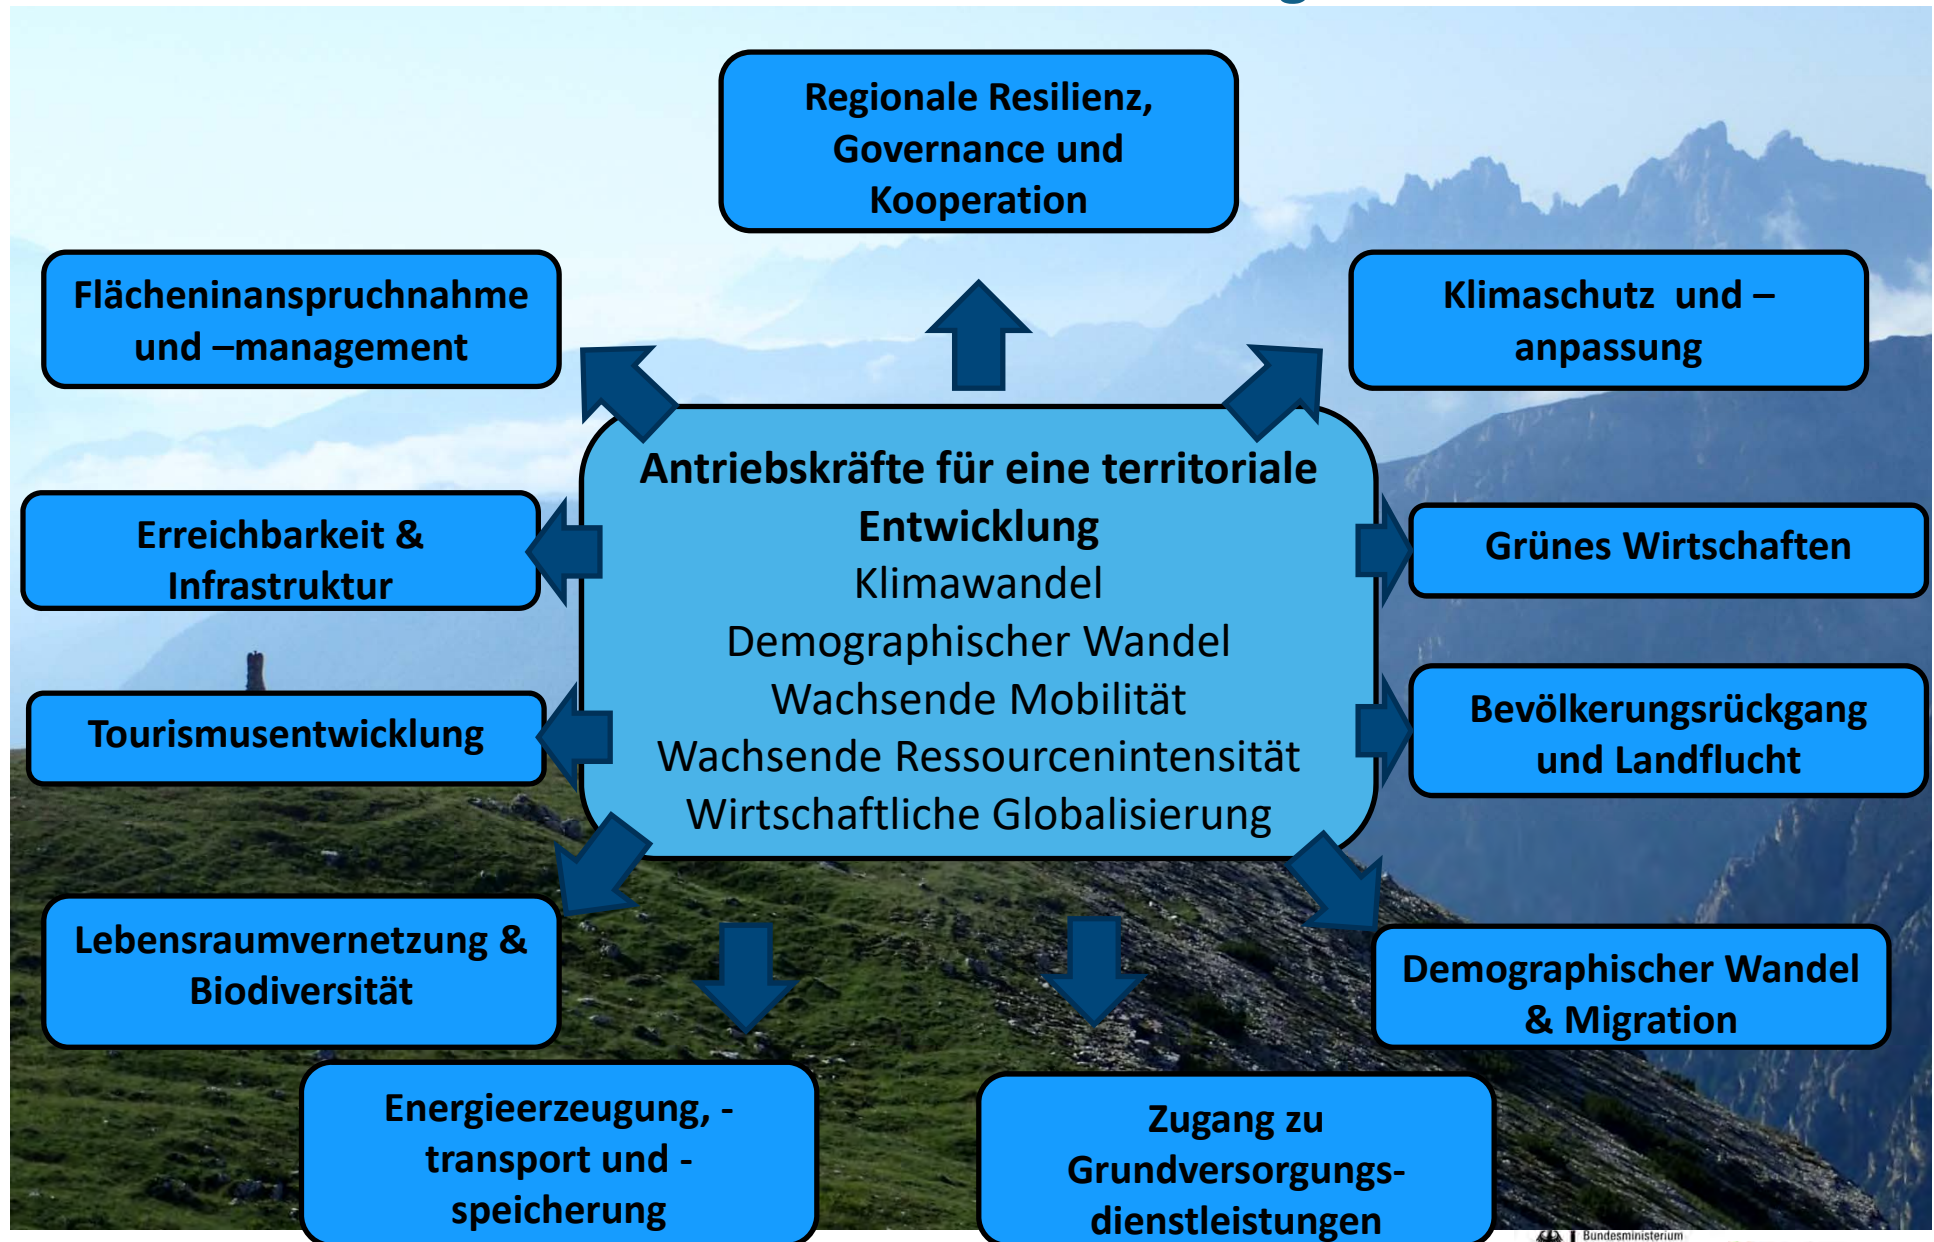 Regionale Resilienz,
Governance und
Kooperation
Flächeninanspruchnahme
und –management
Klimaschutz und –
anpassung
Antriebskräfte für eine territoriale
Entwicklung
Klimawandel
Demographischer Wandel
Wachsende Mobilität
Wachsende Ressourcenintensität
Wirtschaftliche Globalisierung
Erreichbarkeit &
Infrastruktur
Grünes Wirtschaften
Tourismusentwicklung
Bevölkerungsrückgang
und Landflucht
Lebensraumvernetzung &
Biodiversität
Demographischer Wandel
& Migration
Energieerzeugung, -
transport und -
speicherung
Zugang zu
Grundversorgungs-
dienstleistungen
Bundesministerium